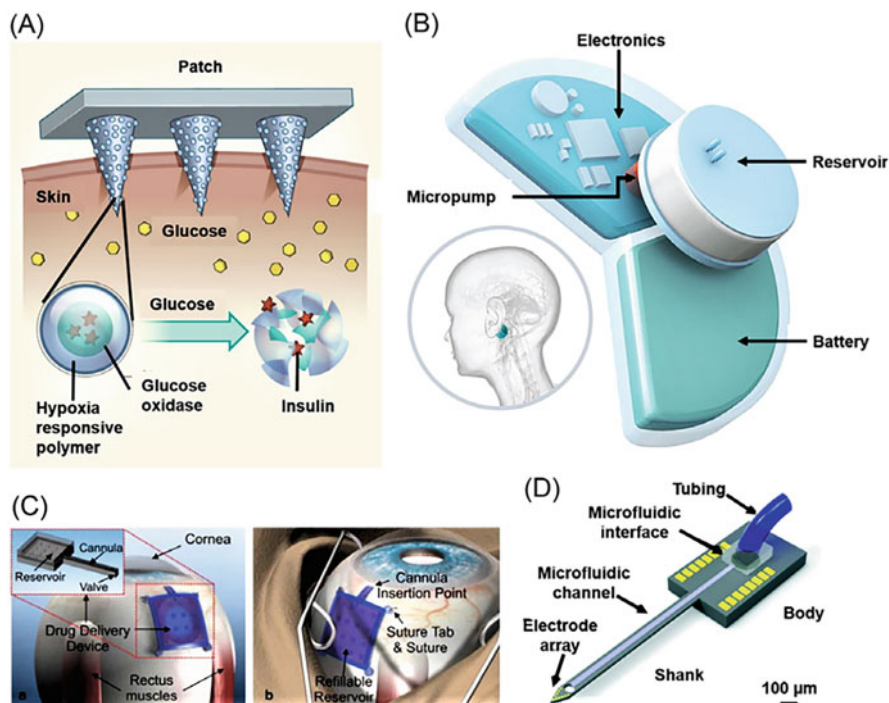 (A)
Patch
Skin
Glucose
Glucose
Glucose
oxidase
Hypoxia
responsive
polymer
Insulin
(B)
Electronics
Reservoir
Micropump
Battery
(C)
Cannula
Reservoir
Valve
Cornea
Drug Delivery
Device
Rectus
muscles
a
Cannula
Insertion Point
Suture Tab
& Suture
Refillable
Reservoir
b
(D)
Tubing
Microfluidic
interface
Microfluidic
channel
Body
Electrode
array
Shank
100 µm